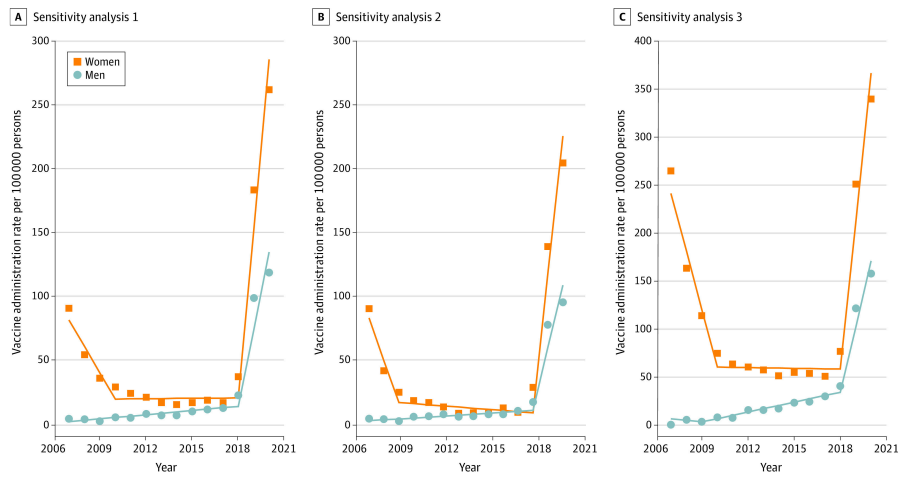 A Sensitivity analysis 1
Vaccine administration rate per 100 000 persons
300
250
200
150
100
50
0
Women
Men
2006 2009 2012 2015 2018 2021
Year
B Sensitivity analysis 2
Vaccine administration rate per 100 000 persons
300
250
200
150
100
50
0
2006 2009 2012 2015 2018 2021
Year
C Sensitivity analysis 3
Vaccine administration rate per 100 000 persons
400
350
300
250
200
150
100
50
0
2006 2009 2012 2015 2018 2021
Year